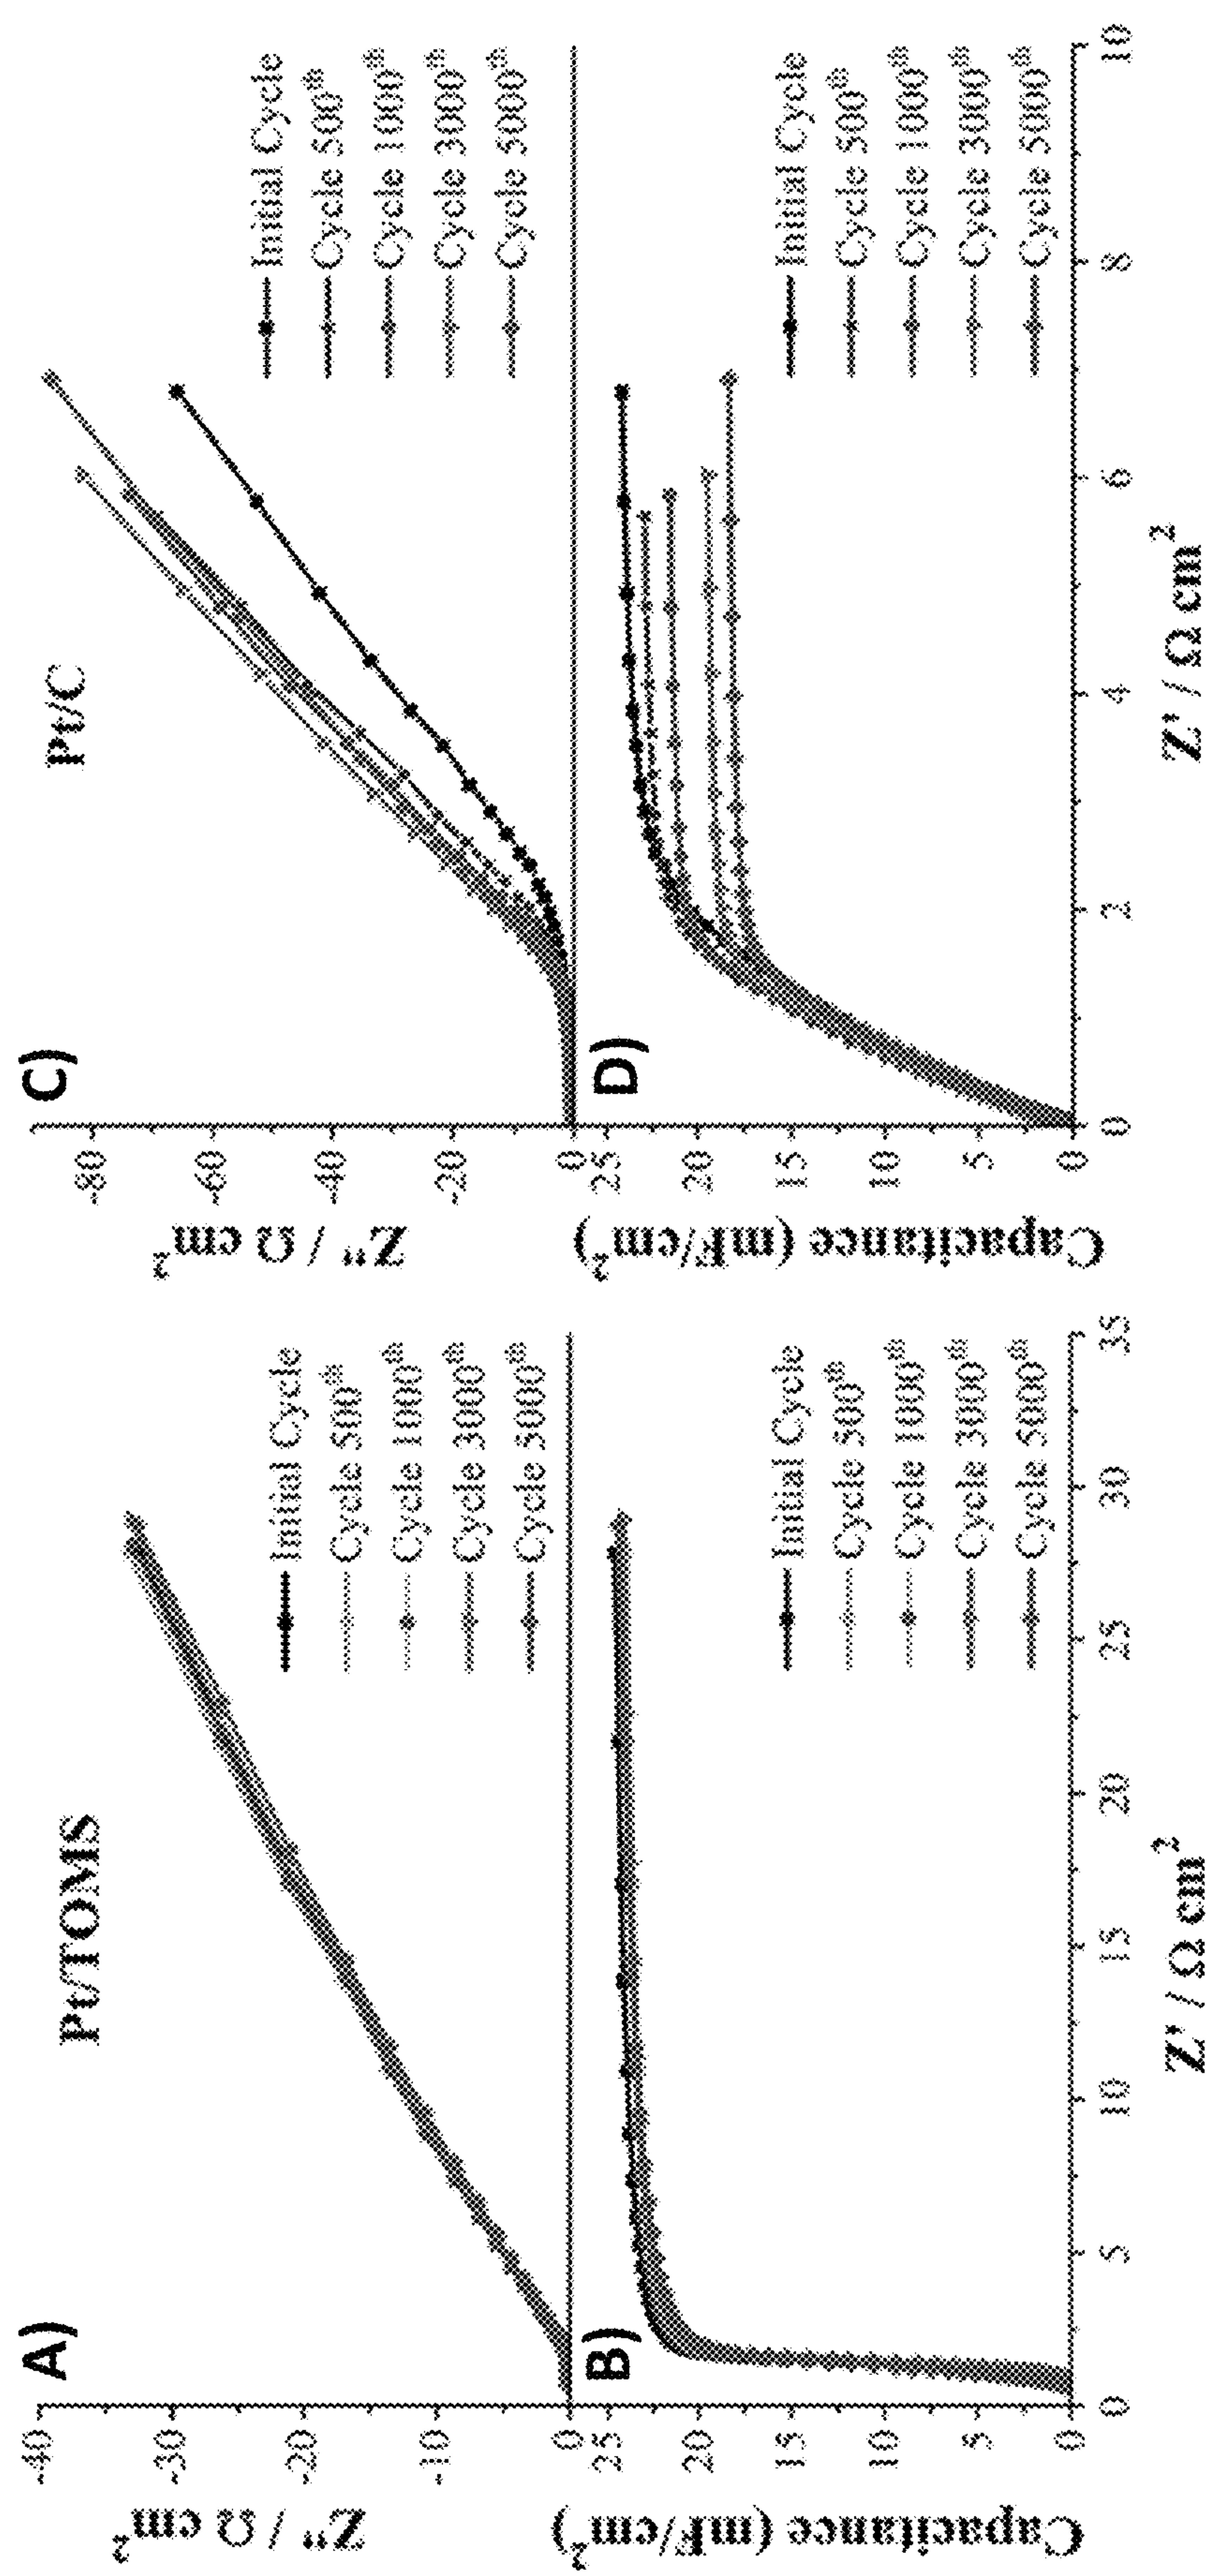 A)
Pt/TOMS
Z'' / Ω cm²
-40
-30
-20
-10
0
Initial Cycle
Cycle 500th
Cycle 1000th
Cycle 3000th
Cycle 5000th
B)
Capacitance (mF/cm²)
25
20
15
10
5
0
Initial Cycle
Cycle 500th
Cycle 1000th
Cycle 3000th
Cycle 5000th
0 5 10 15 20 25 30 35
Z' / Ω cm²
C)
Pt/C
Z'' / Ω cm²
-80
-60
-40
-20
0
Initial Cycle
Cycle 500th
Cycle 1000th
Cycle 3000th
Cycle 5000th
D)
Capacitance (mF/cm²)
25
20
15
10
5
0
Initial Cycle
Cycle 500th
Cycle 1000th
Cycle 3000th
Cycle 5000th
0 2 4 6 8 10
Z' / Ω cm²